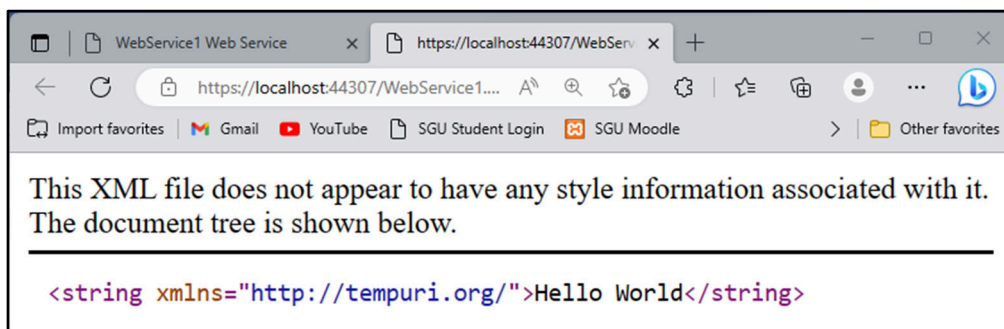 WebService1 Web Service
https://localhost:44307/WebServ
https://localhost:44307/WebService1....
Import favorites
Gmail
YouTube
SGU Student Login
SGU Moodle
Other favorites
This XML file does not appear to have any style information associated with it.
The document tree is shown below.
<string xmlns="http://tempuri.org/">Hello World</string>